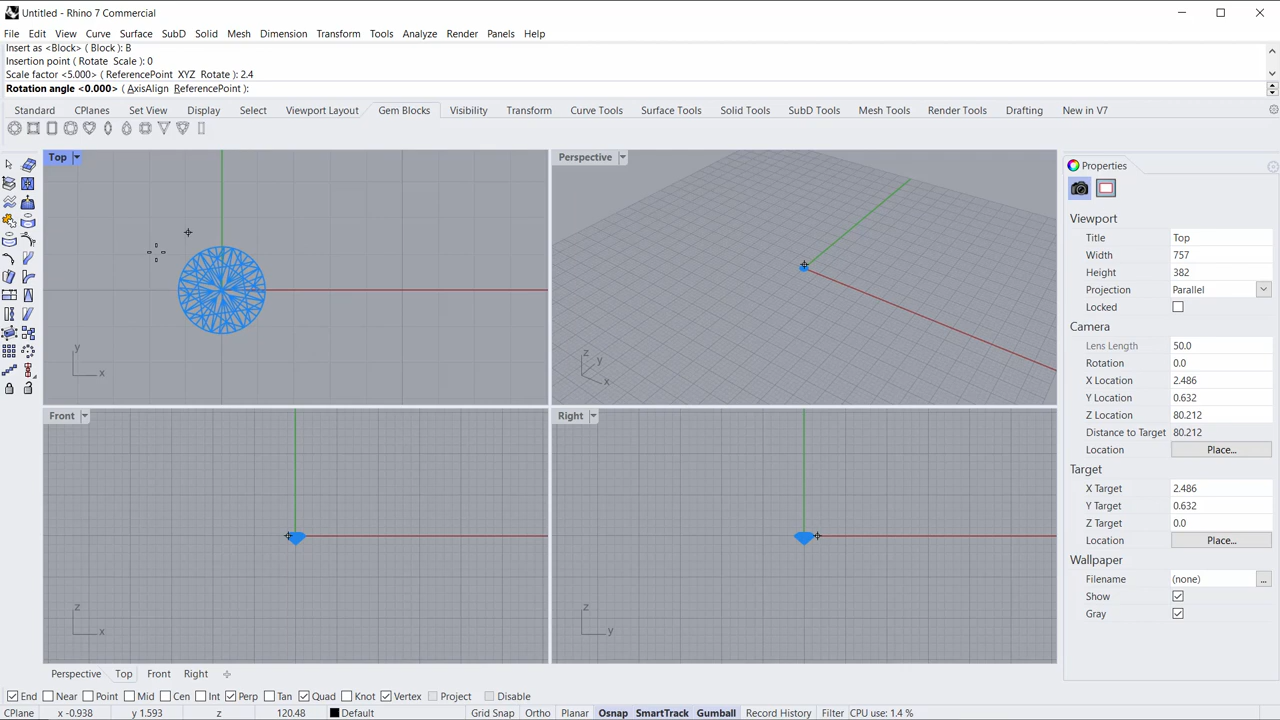 Untitled - Rhino 7 Commercial
File Edit View Curve Surface SubD Solid Mesh Dimension Transform Tools Analyze Render Panels Help
Insert as <Block> ( Block ): B
Insertion point ( Rotate Scale ): 0
Scale factor <5.000> ( ReferencePoint XYZ Rotate ): 2.4
Rotation angle <0.000> ( AxisAlign ReferencePoint ):
Standard CPlanes Set View Display Select Viewport Layout Gem Blocks Visibility Transform Curve Tools Surface Tools Solid Tools SubD Tools Mesh Tools Render Tools Drafting New in V7
Top
y
x
Perspective
z
y
x
Front
z
x
Right
z
y
Properties
Viewport
Title Top
Width 757
Height 382
Projection Parallel
Locked
Camera
Lens Length 50.0
Rotation 0.0
X Location 2.486
Y Location 0.632
Z Location 80.212
Distance to Target 80.212
Location Place...
Target
X Target 2.486
Y Target 0.632
Z Target 0.0
Location Place...
Wallpaper
Filename (none) ...
Show
Gray
Perspective Top Front Right
End Near Point Mid Cen Int Perp Tan Quad Knot Vertex Project Disable
CPlane x -0.938 y 1.593 z 120.48 Default Grid Snap Ortho Planar Osnap SmartTrack Gumball Record History Filter CPU use: 1.4 %